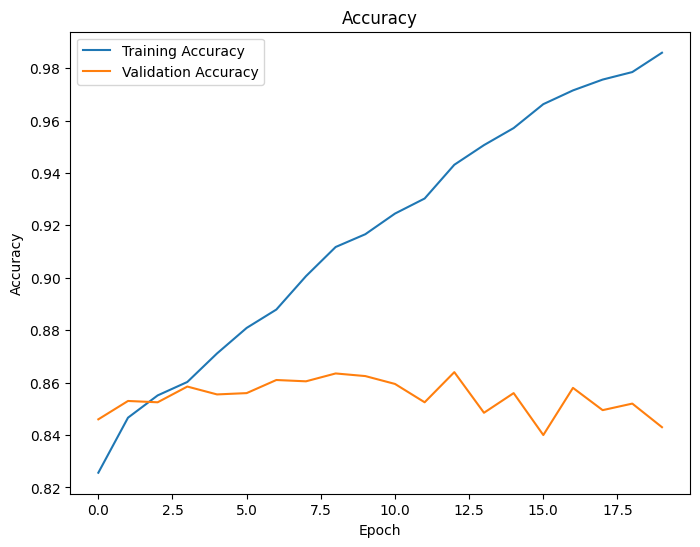 Accuracy
Training Accuracy
Validation Accuracy
Accuracy
0.98
0.96
0.94
0.92
0.90
0.88
0.86
0.84
0.82
0.0 2.5 5.0 7.5 10.0 12.5 15.0 17.5
Epoch